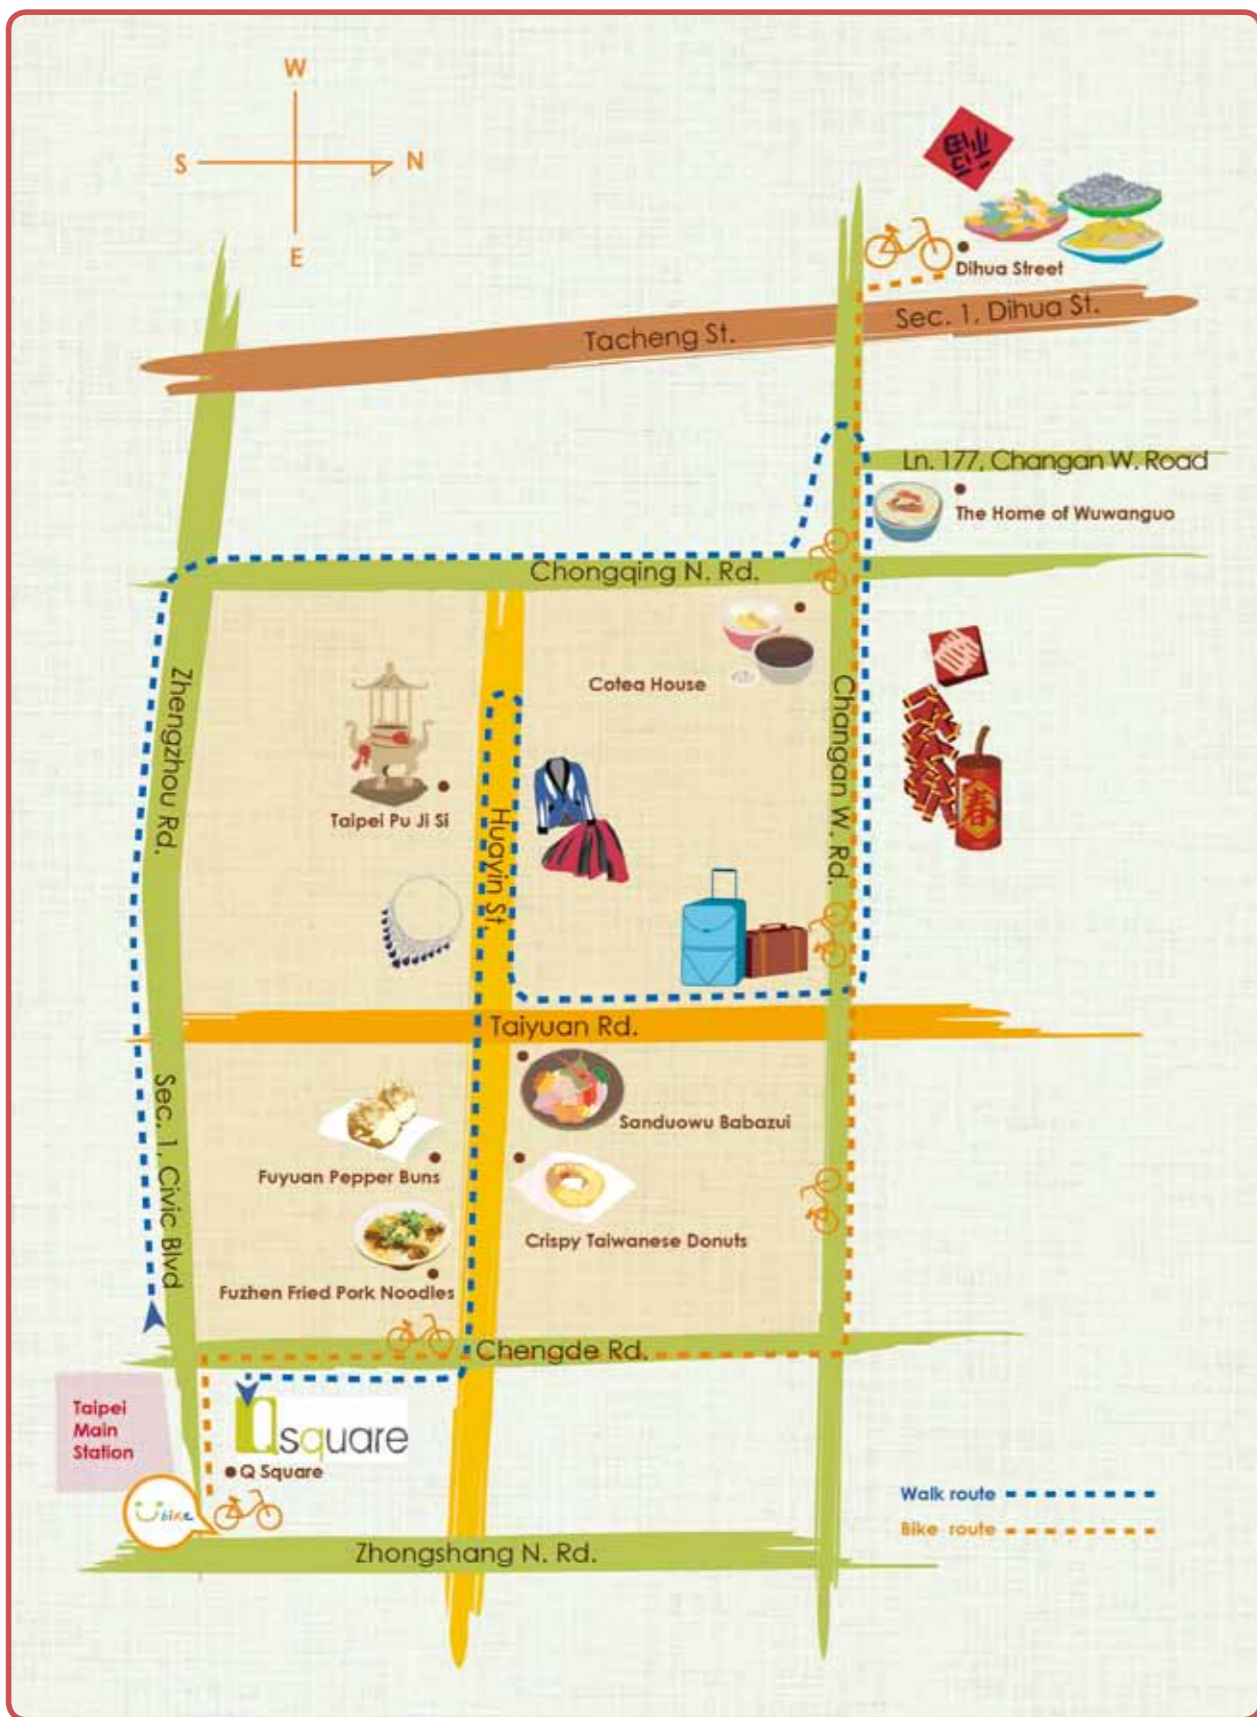 W
S
N
E
Dihua Street
Sec. 1, Dihua St.
Tacheng St.
Ln. 177, Changan W. Road
The Home of Wuwanguo
Chongqing N. Rd.
Cotea House
Zhengzhou Rd.
Changan W. Rd.
Taipei Pu Ji Si
Huayin St.
春
Taiyuan Rd.
Sanduowu Babazui
Sec. 1, Civic Blvd
Fuyuan Pepper Buns
Crispy Taiwanese Donuts
Fuzhen Fried Pork Noodles
Chengde Rd.
Taipei
Main
Station
Qsquare
Q Square
Ubike
Walk route
Bike route
Zhongshang N. Rd.